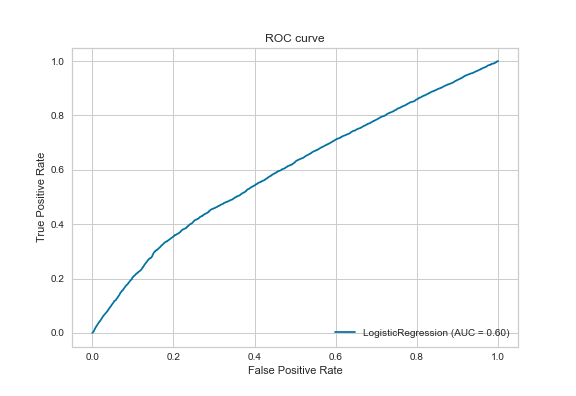 ROC curve
1.0
0.8
0.6
0.4
0.2
0.0
True Positive Rate
LogisticRegression (AUC = 0.60)
0.0 0.2 0.4 0.6 0.8 1.0
False Positive Rate